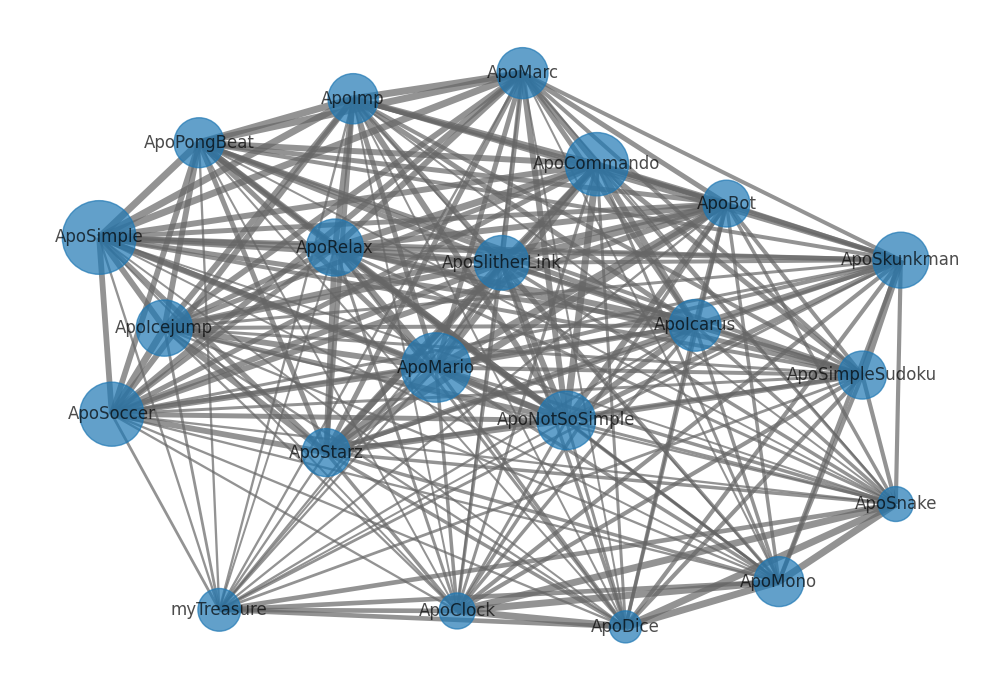 ApoMarc
ApoImp
ApoPongBeat
ApoCommando
ApoBot
ApoSimple
ApoRelax
ApoSlitherLink
ApoSkunkman
ApoIcejump
ApoIcarus
ApoMario
ApoSimpleSudoku
ApoSoccer
ApoNotSoSimple
ApoStarz
ApoSnake
ApoMono
myTreasure
ApoClock
ApoDice